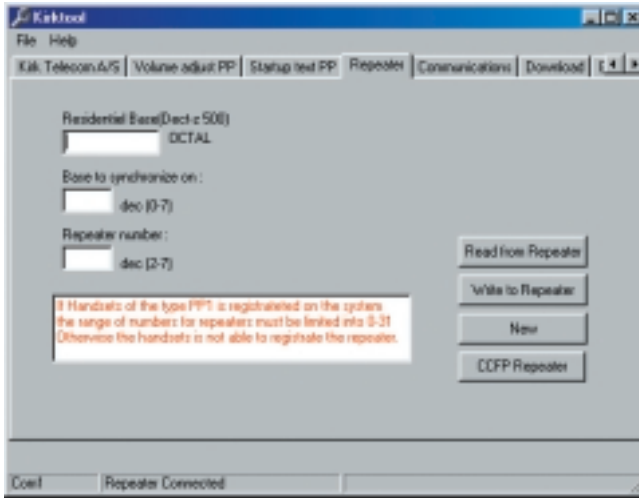 Kirktool
File Help
Kirk Telecom A/S Volume adjust PP Startup text PP Repeater Communications Download
Residentiel Base(Dect-z 500)
OCTAL
Base to synchronize on :
dec (0-7)
Repeater number :
dec (2-7)
Read from Repeater
Write to Repeater
New
CCFP Repeater
If Handsets of the type PP1 is registrateted on the system
the range of numbers for repeaters must be limited into 0-31
Otherwise the handsets is not able to registrate the repeater.
Com1 Repeater Connected